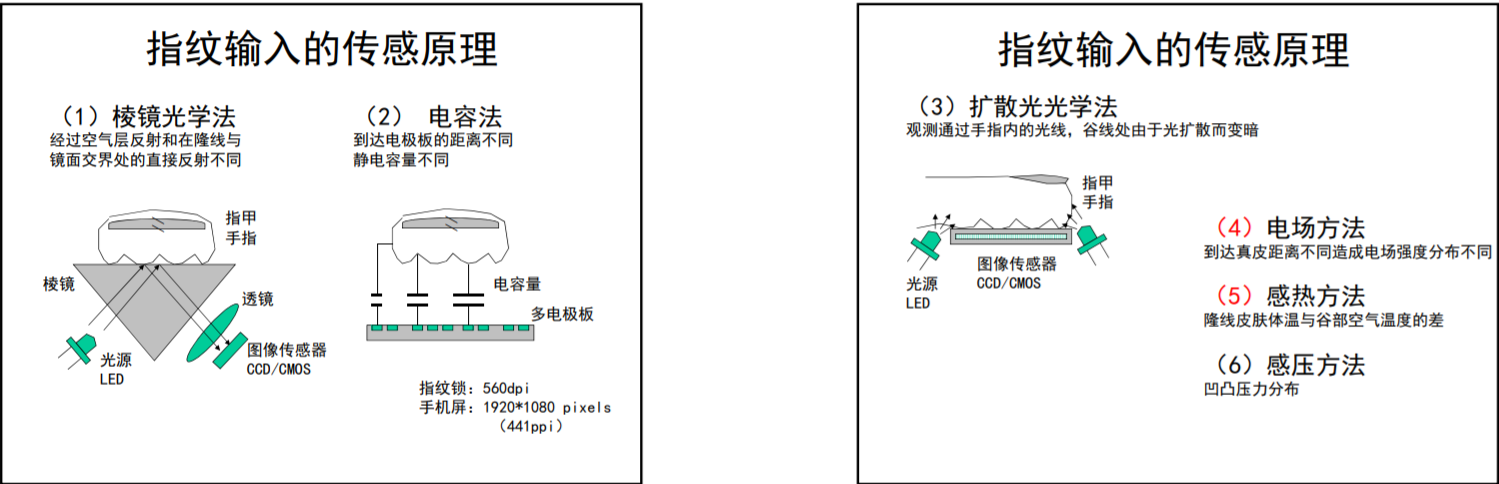 指纹输入的传感原理
（1）棱镜光学法
经过空气层反射和在隆线与
镜面交界处的直接反射不同
指甲
手指
棱镜
透镜
光源
LED
图像传感器
CCD/CMOS
（2） 电容法
到达电极板的距离不同
静电容量不同
电容量
多电极板
指纹锁：560dpi
手机屏：1920*1080 pixels
（441ppi）
指纹输入的传感原理
（3）扩散光光学法
观测通过手指内的光线，谷线处由于光扩散而变暗
指甲
手指
光源
LED
图像传感器
CCD/CMOS
（4）电场方法
到达真皮距离不同造成电场强度分布不同
（5）感热方法
隆线皮肤体温与谷部空气温度的差
（6）感压方法
凹凸压力分布